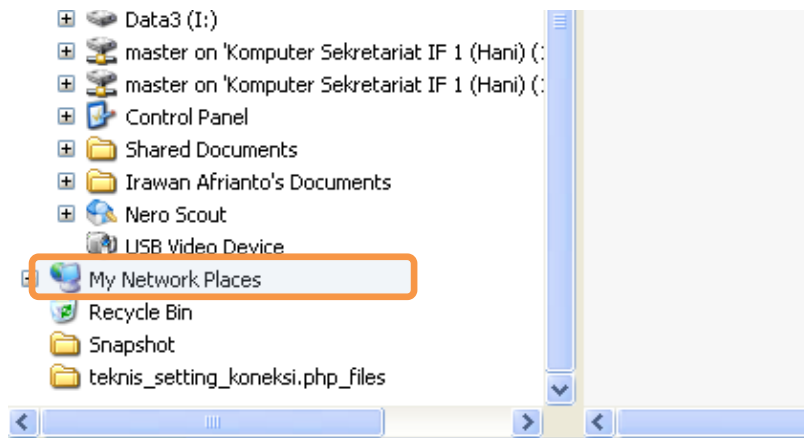 Data3 (I:)
master on 'Komputer Sekretariat IF 1 (Hani) (
master on 'Komputer Sekretariat IF 1 (Hani) (
Control Panel
Shared Documents
Irawan Afrianto's Documents
Nero Scout
USB Video Device
My Network Places
Recycle Bin
Snapshot
teknis_setting_koneksi.php_files